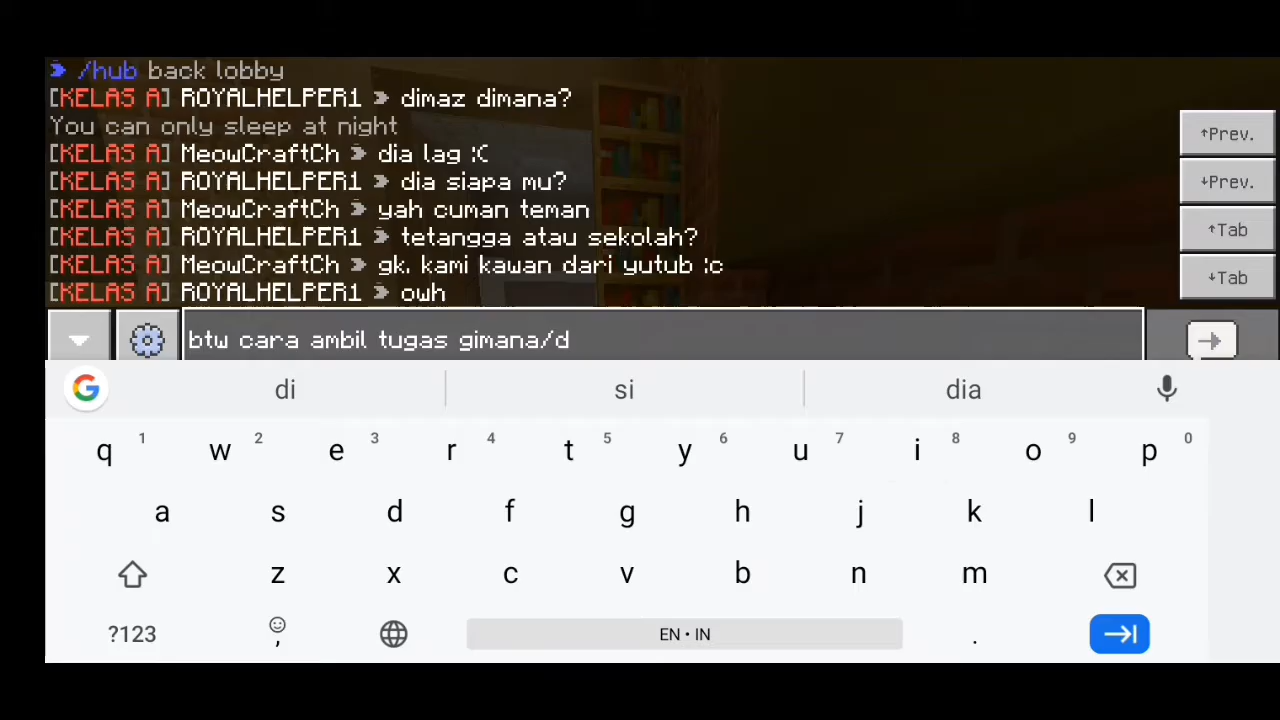 /hub back lobby
[KELAS A] ROYALHELPER1 dimaz dimana?
You can only sleep at night
[KELAS A] MeowCraftCh dia lag :C
[KELAS A] ROYALHELPER1 dia siapa mu?
[KELAS A] MeowCraftCh yah cuman teman
[KELAS A] ROYALHELPER1 tetangga atau sekolah?
[KELAS A] MeowCraftCh gk. kami kawan dari yutub :c
[KELAS A] ROYALHELPER1 owh
↑Prev.
↓Prev.
↑Tab
↓Tab
btw cara ambil tugas gimana/d
di si dia
q 1 w 2 e 3 r 4 t 5 y 6 u 7 i 8 o 9 p 0
a s d f g h j k l
z x c v b n m
?123 , EN • IN .